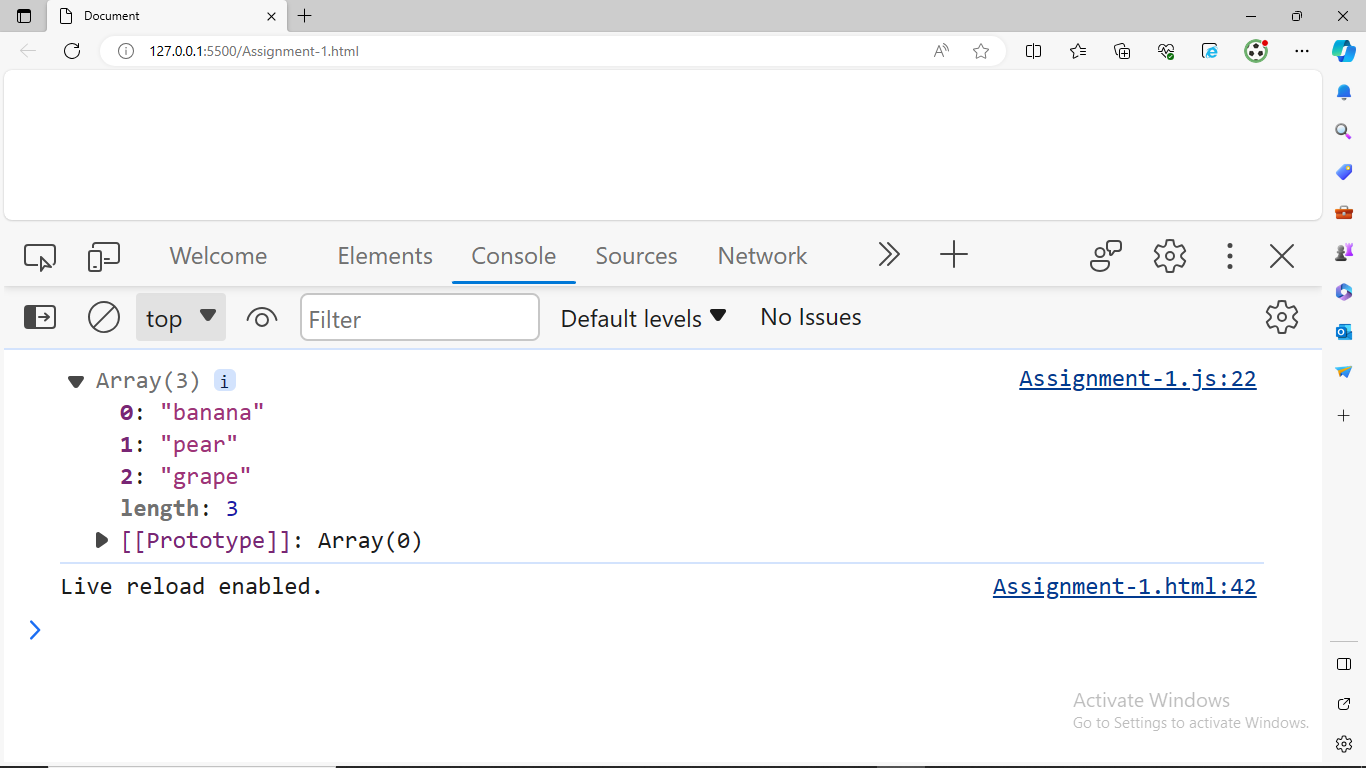 Document
127.0.0.1:5500/Assignment-1.html
Welcome Elements Console Sources Network
top Filter Default levels No Issues
Array(3) i Assignment-1.js:22
0: "banana"
1: "pear"
2: "grape"
length: 3
[[Prototype]]: Array(0)
Live reload enabled. Assignment-1.html:42
Activate Windows
Go to Settings to activate Windows.